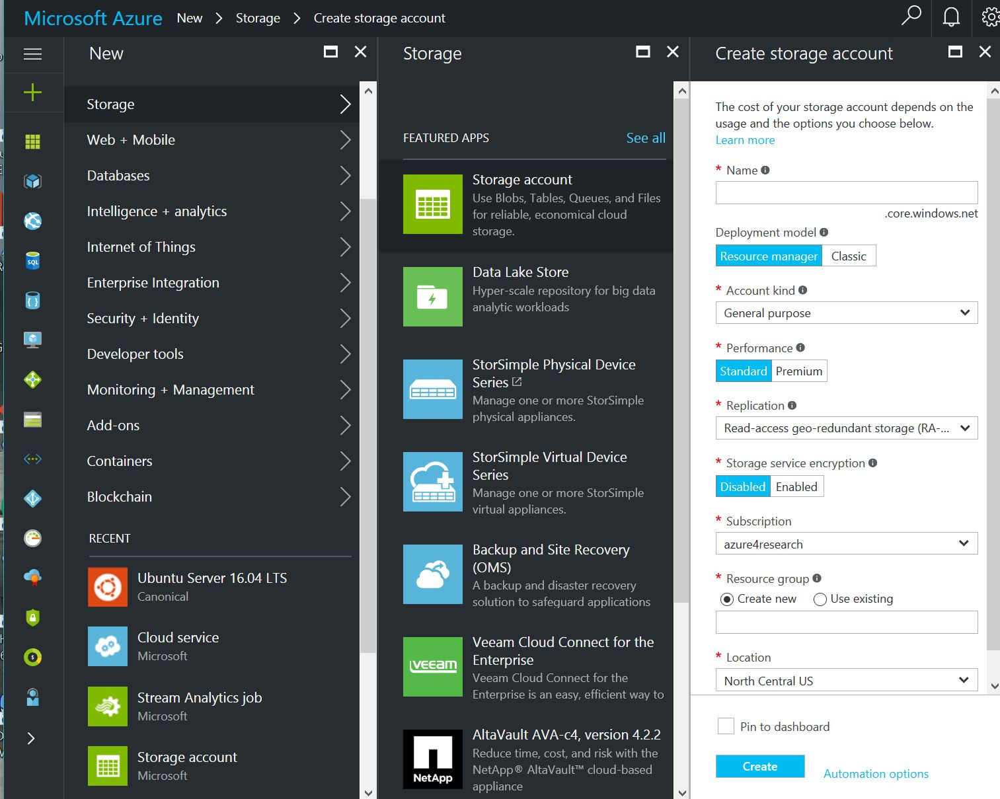 Microsoft Azure New > Storage > Create storage account
New
Storage
Web + Mobile
Databases
Intelligence + analytics
Internet of Things
Enterprise Integration
Security + Identity
Developer tools
Monitoring + Management
Add-ons
Containers
Blockchain
RECENT
Ubuntu Server 16.04 LTS
Canonical
Cloud service
Microsoft
Stream Analytics job
Microsoft
Storage account
Microsoft
SQL
Storage
FEATURED APPS See all
Storage account
Use Blobs, Tables, Queues, and Files
for reliable, economical cloud
storage.
Data Lake Store
Hyper-scale repository for big data
analytic workloads
StorSimple Physical Device
Series
Manage one or more StorSimple
physical appliances.
StorSimple Virtual Device
Series
Manage one or more StorSimple
virtual appliances.
Backup and Site Recovery
(OMS)
A backup and disaster recovery
solution to safeguard applications
veeam
Veeam Cloud Connect for the
Enterprise
Veeam Cloud Connect for the
Enterprise is an easy, efficient way to
NetApp
AltaVault AVA-c4, version 4.2.2
Reduce time, cost, and risk with the
NetApp® AltaVault™ cloud-based
appliance
Create storage account
The cost of your storage account depends on the
usage and the options you choose below.
Learn more
* Name
.core.windows.net
Deployment model
Resource manager Classic
* Account kind
General purpose
* Performance
Standard Premium
* Replication
Read-access geo-redundant storage (RA-...
* Storage service encryption
Disabled Enabled
* Subscription
azure4research
* Resource group
Create new Use existing
* Location
North Central US
Pin to dashboard
Create Automation options